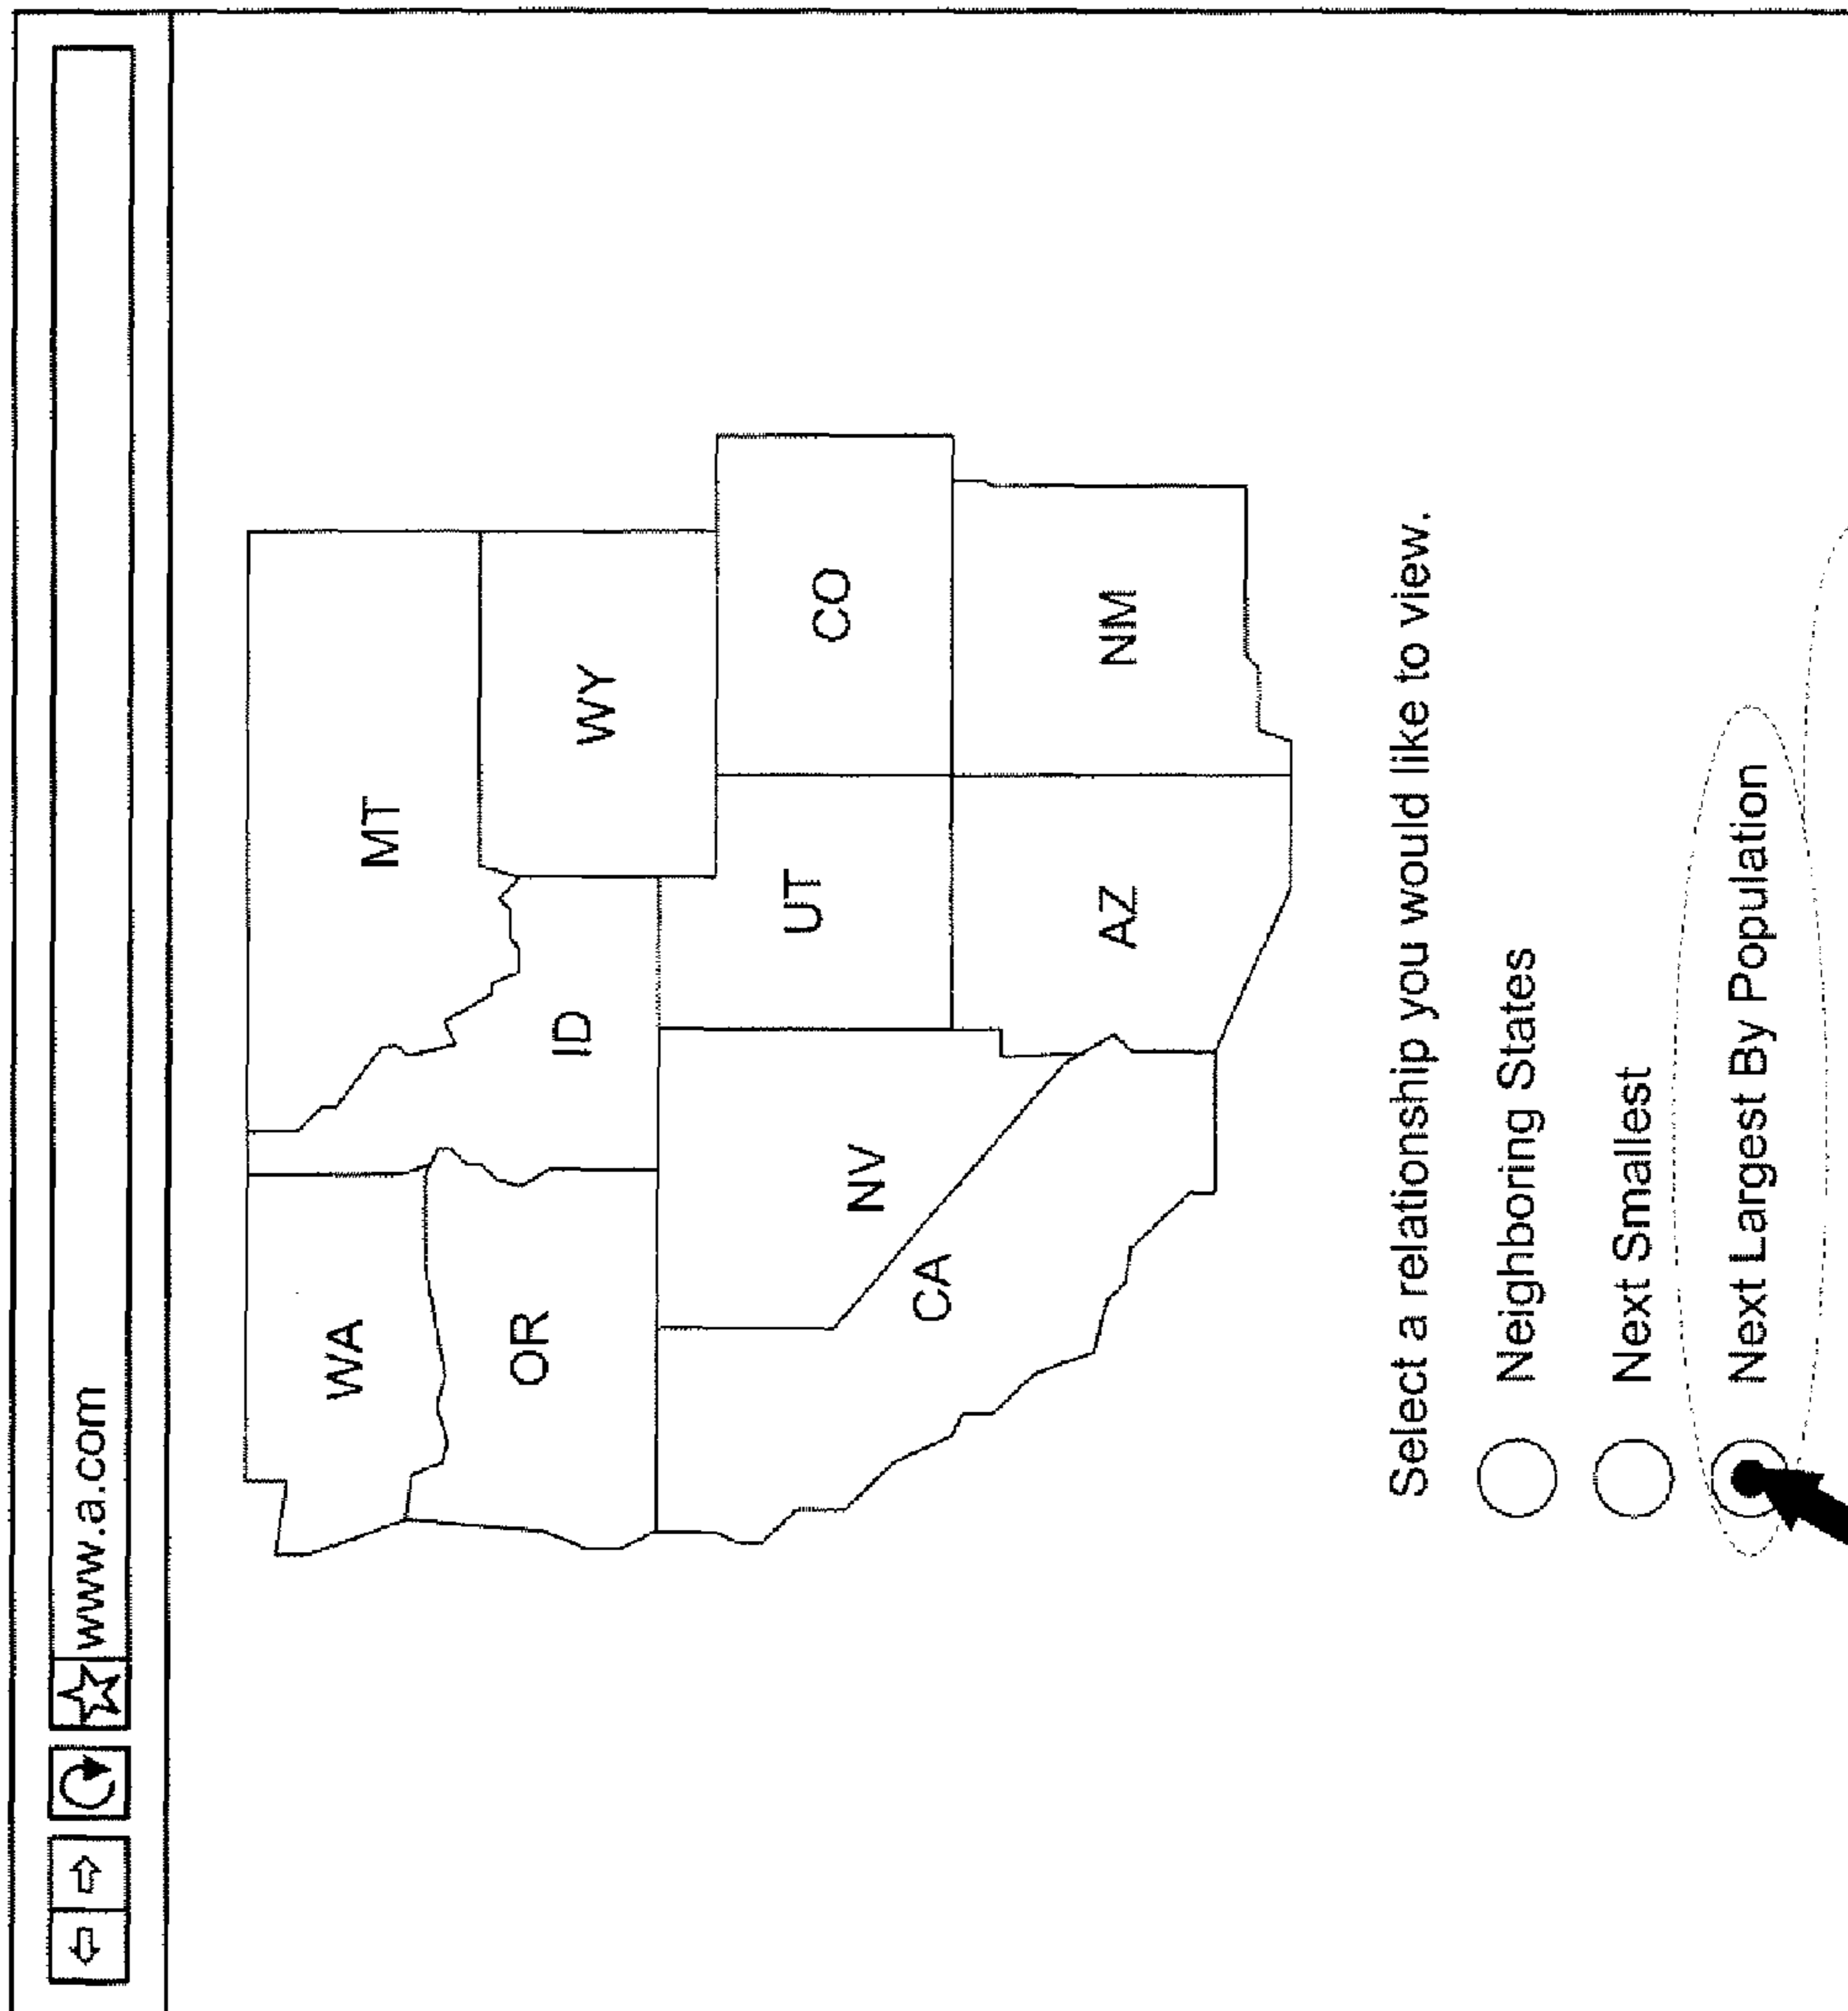 www.a.com
WA
MT
OR
ID
WY
NV
UT
CO
CA
AZ
NM
Select a relationship you would like to view.
Neighboring States
Next Smallest
Next Largest By Population